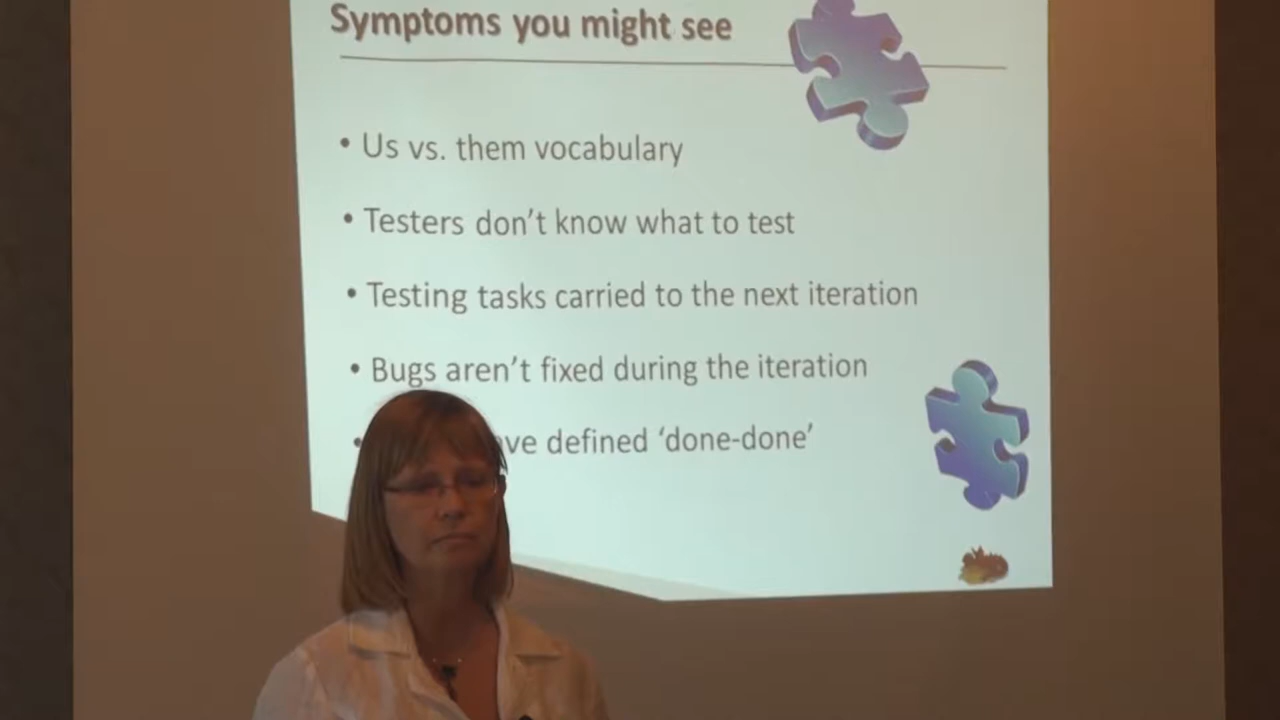 Symptoms you might see
• Us vs. them vocabulary
• Testers don't know what to test
• Testing tasks carried to the next iteration
• Bugs aren't fixed during the iteration
• defined 'done-done'